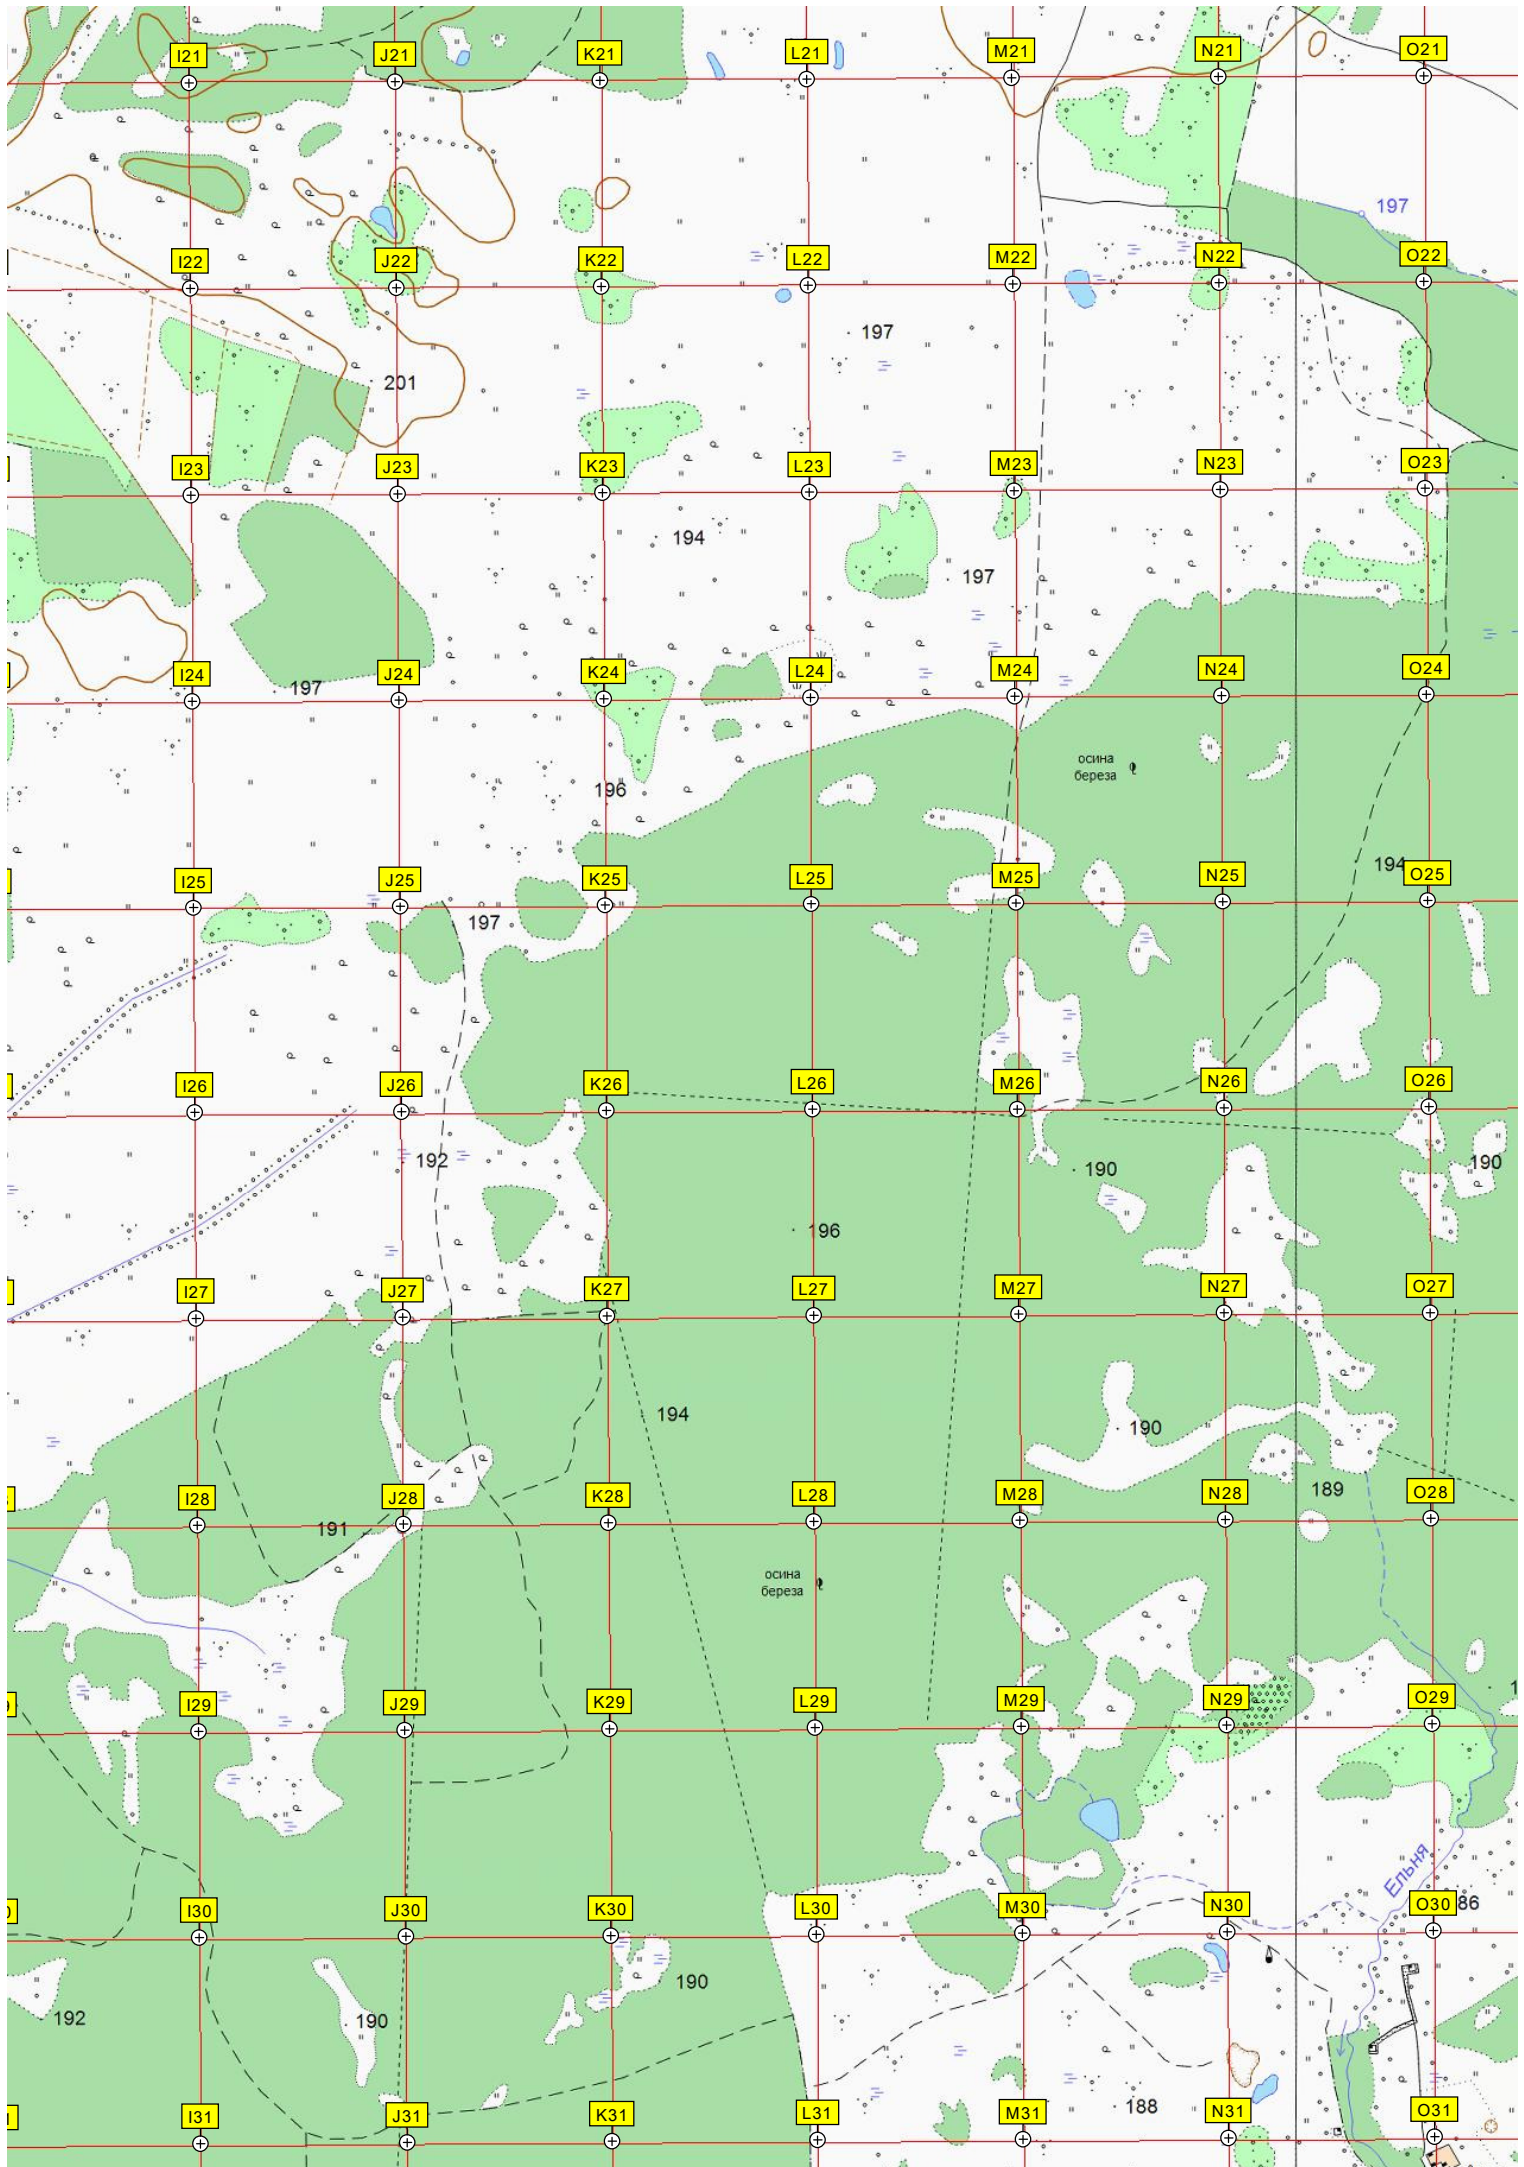 I21 J21 K21 L21 M21 N21 O21
197
I22 J22 K22 L22 M22 N22 O22
197
201
I23 J23 K23 L23 M23 N23 O23
194
197
I24 J24 K24 L24 M24 N24 O24
197
осина
береза
196
194
I25 J25 K25 L25 M25 N25 O25
197
I26 J26 K26 L26 M26 N26 O26
192 190 190
196
I27 J27 K27 L27 M27 N27 O27
194 190
189
I28 J28 K28 L28 M28 N28 O28
191
осина
береза
I29 J29 K29 L29 M29 N29 O29
Ельня
I30 J30 K30 L30 M30 N30 O30 86
190
192 190
188
I31 J31 K31 L31 M31 N31 O31